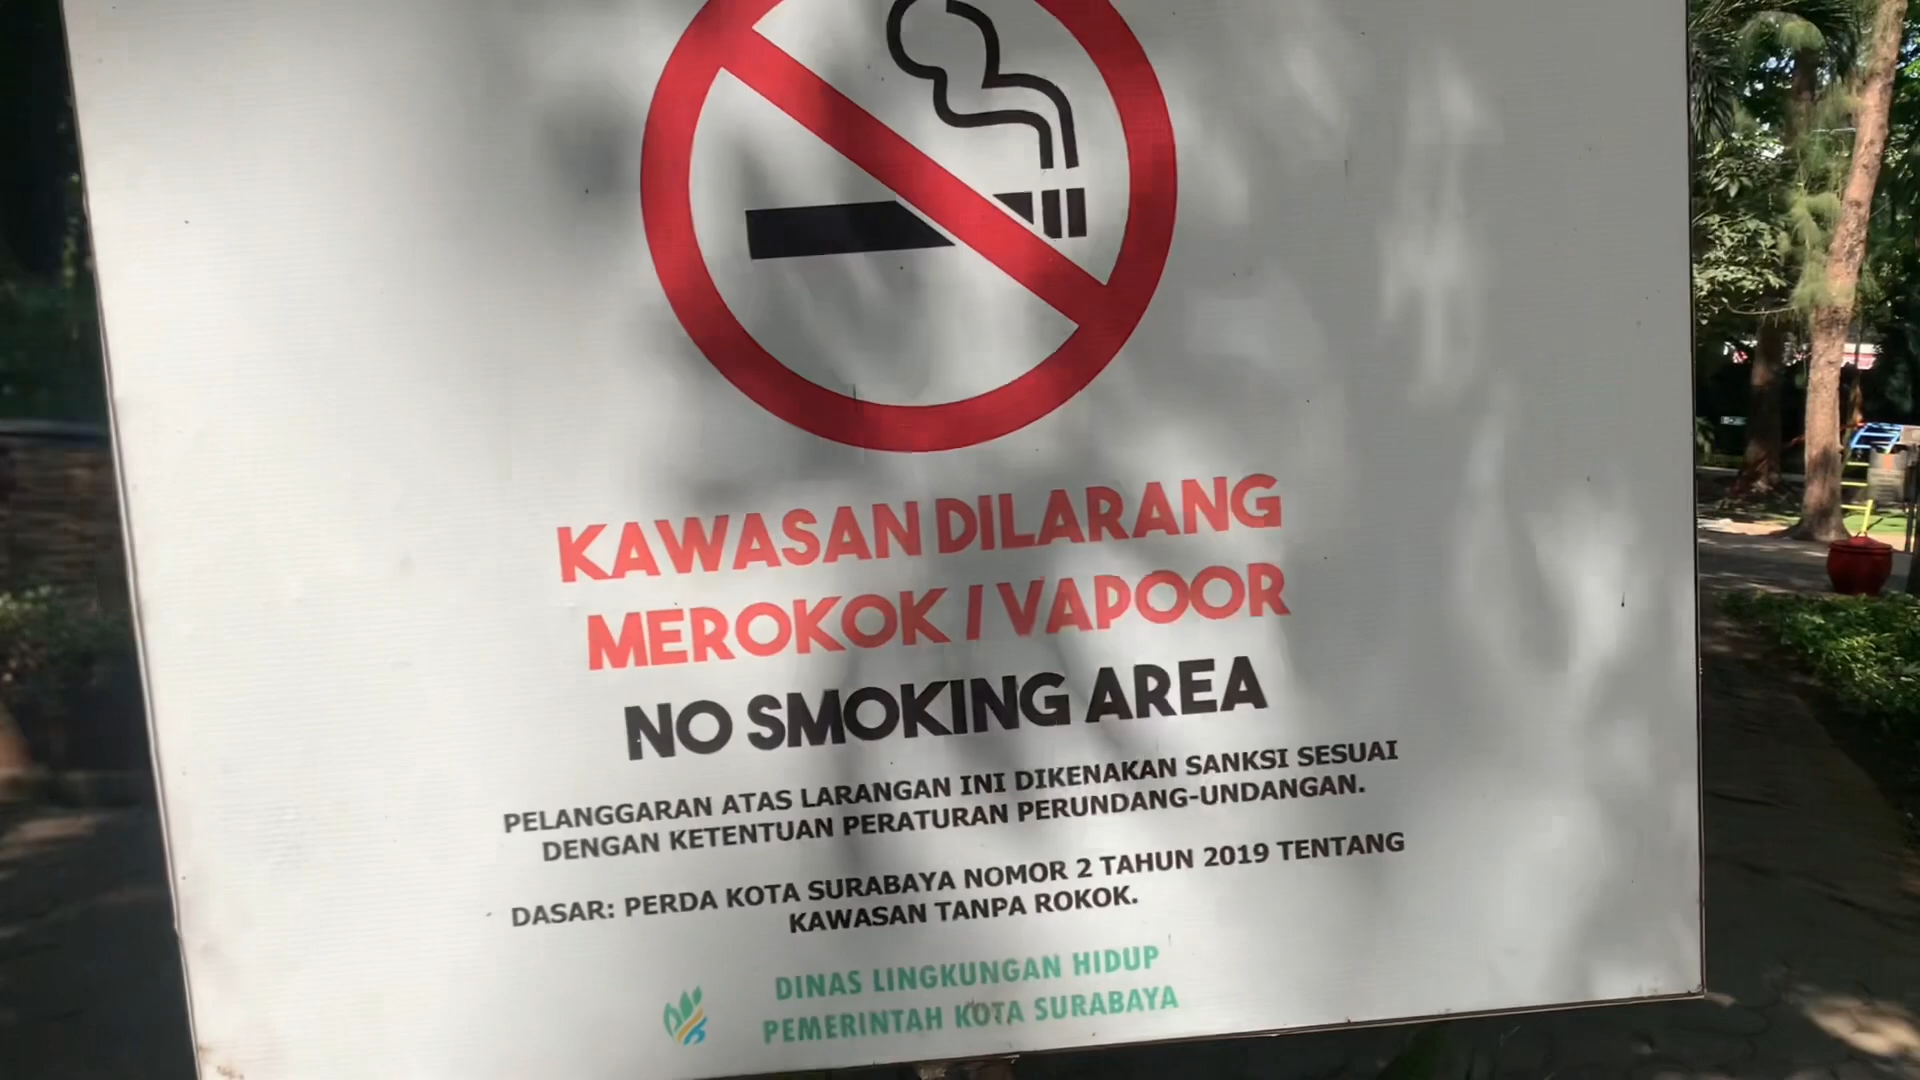 KAWASAN DILARANG
MEROKOK / VAPOOR
NO SMOKING AREA
PELANGGARAN ATAS LARANGAN INI DIKENAKAN SANKSI SESUAI
DENGAN KETENTUAN PERATURAN PERUNDANG-UNDANGAN.
DASAR: PERDA KOTA SURABAYA NOMOR 2 TAHUN 2019 TENTANG
KAWASAN TANPA ROKOK.
DINAS LINGKUNGAN HIDUP
PEMERINTAH KOTA SURABAYA